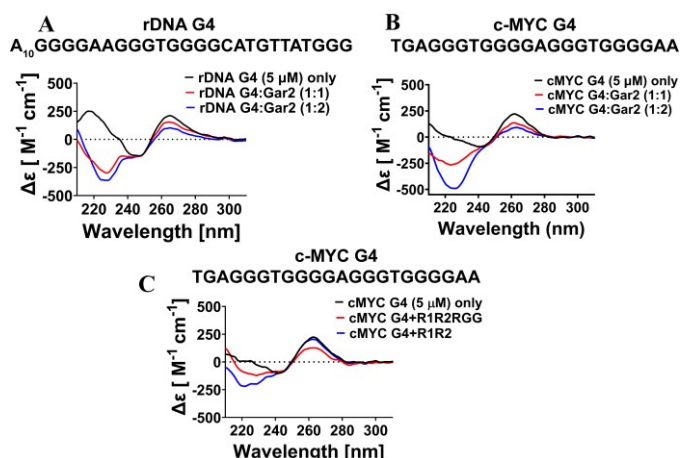 A
rDNA G4
A10GGGGAAGGGTGGGGCATGTTATGGG
rDNA G4 (5 µM) only
rDNA G4:Gar2 (1:1)
rDNA G4:Gar2 (1:2)
Δε [ M-1 cm-1]
500
250
0
-250
-500
220 240 260 280 300
Wavelength [nm]
B
c-MYC G4
TGAGGGTGGGGAGGGTGGGGAA
cMYC G4 (5 µM) only
cMYC G4:Gar2 (1:1)
cMYC G4:Gar2 (1:2)
Δε [ M-1 cm-1]
500
250
0
-250
-500
220 240 260 280 300
Wavelength (nm)
C
c-MYC G4
TGAGGGTGGGGAGGGTGGGGAA
cMYC G4 (5 µM) only
cMYC G4+R1R2RGG
cMYC G4+R1R2
Δε [ M-1 cm-1]
500
250
0
-250
-500
220 240 260 280 300
Wavelength [nm]